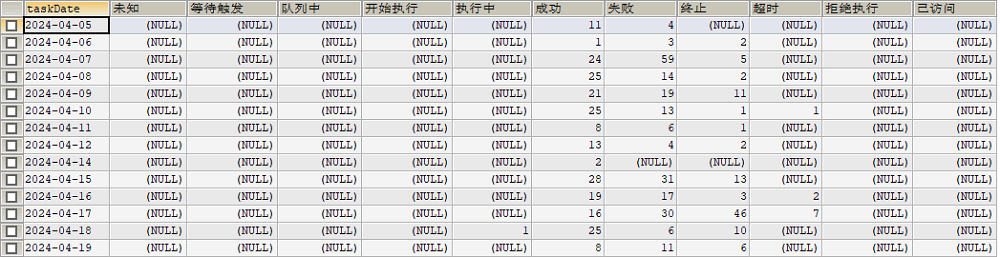 taskDate 未知 等待触发 队列中 开始执行 执行中 成功 失败 终止 超时 拒绝执行 已访问
2024-04-05 (NULL) (NULL) (NULL) (NULL) (NULL) 11 4 (NULL) (NULL) (NULL) (NULL)
2024-04-06 (NULL) (NULL) (NULL) (NULL) (NULL) 1 3 2 (NULL) (NULL) (NULL)
2024-04-07 (NULL) (NULL) (NULL) (NULL) (NULL) 24 59 5 (NULL) (NULL) (NULL)
2024-04-08 (NULL) (NULL) (NULL) (NULL) (NULL) 25 14 2 (NULL) (NULL) (NULL)
2024-04-09 (NULL) (NULL) (NULL) (NULL) (NULL) 21 19 11 (NULL) (NULL) (NULL)
2024-04-10 (NULL) (NULL) (NULL) (NULL) (NULL) 25 13 1 1 (NULL) (NULL)
2024-04-11 (NULL) (NULL) (NULL) (NULL) (NULL) 8 6 1 (NULL) (NULL) (NULL)
2024-04-12 (NULL) (NULL) (NULL) (NULL) (NULL) 13 4 2 (NULL) (NULL) (NULL)
2024-04-14 (NULL) (NULL) (NULL) (NULL) (NULL) 2 (NULL) (NULL) (NULL) (NULL) (NULL)
2024-04-15 (NULL) (NULL) (NULL) (NULL) (NULL) 28 31 13 (NULL) (NULL) (NULL)
2024-04-16 (NULL) (NULL) (NULL) (NULL) (NULL) 19 17 3 2 (NULL) (NULL)
2024-04-17 (NULL) (NULL) (NULL) (NULL) (NULL) 16 30 46 7 (NULL) (NULL)
2024-04-18 (NULL) (NULL) (NULL) (NULL) 1 25 6 10 (NULL) (NULL) (NULL)
2024-04-19 (NULL) (NULL) (NULL) (NULL) (NULL) 8 11 6 (NULL) (NULL) (NULL)